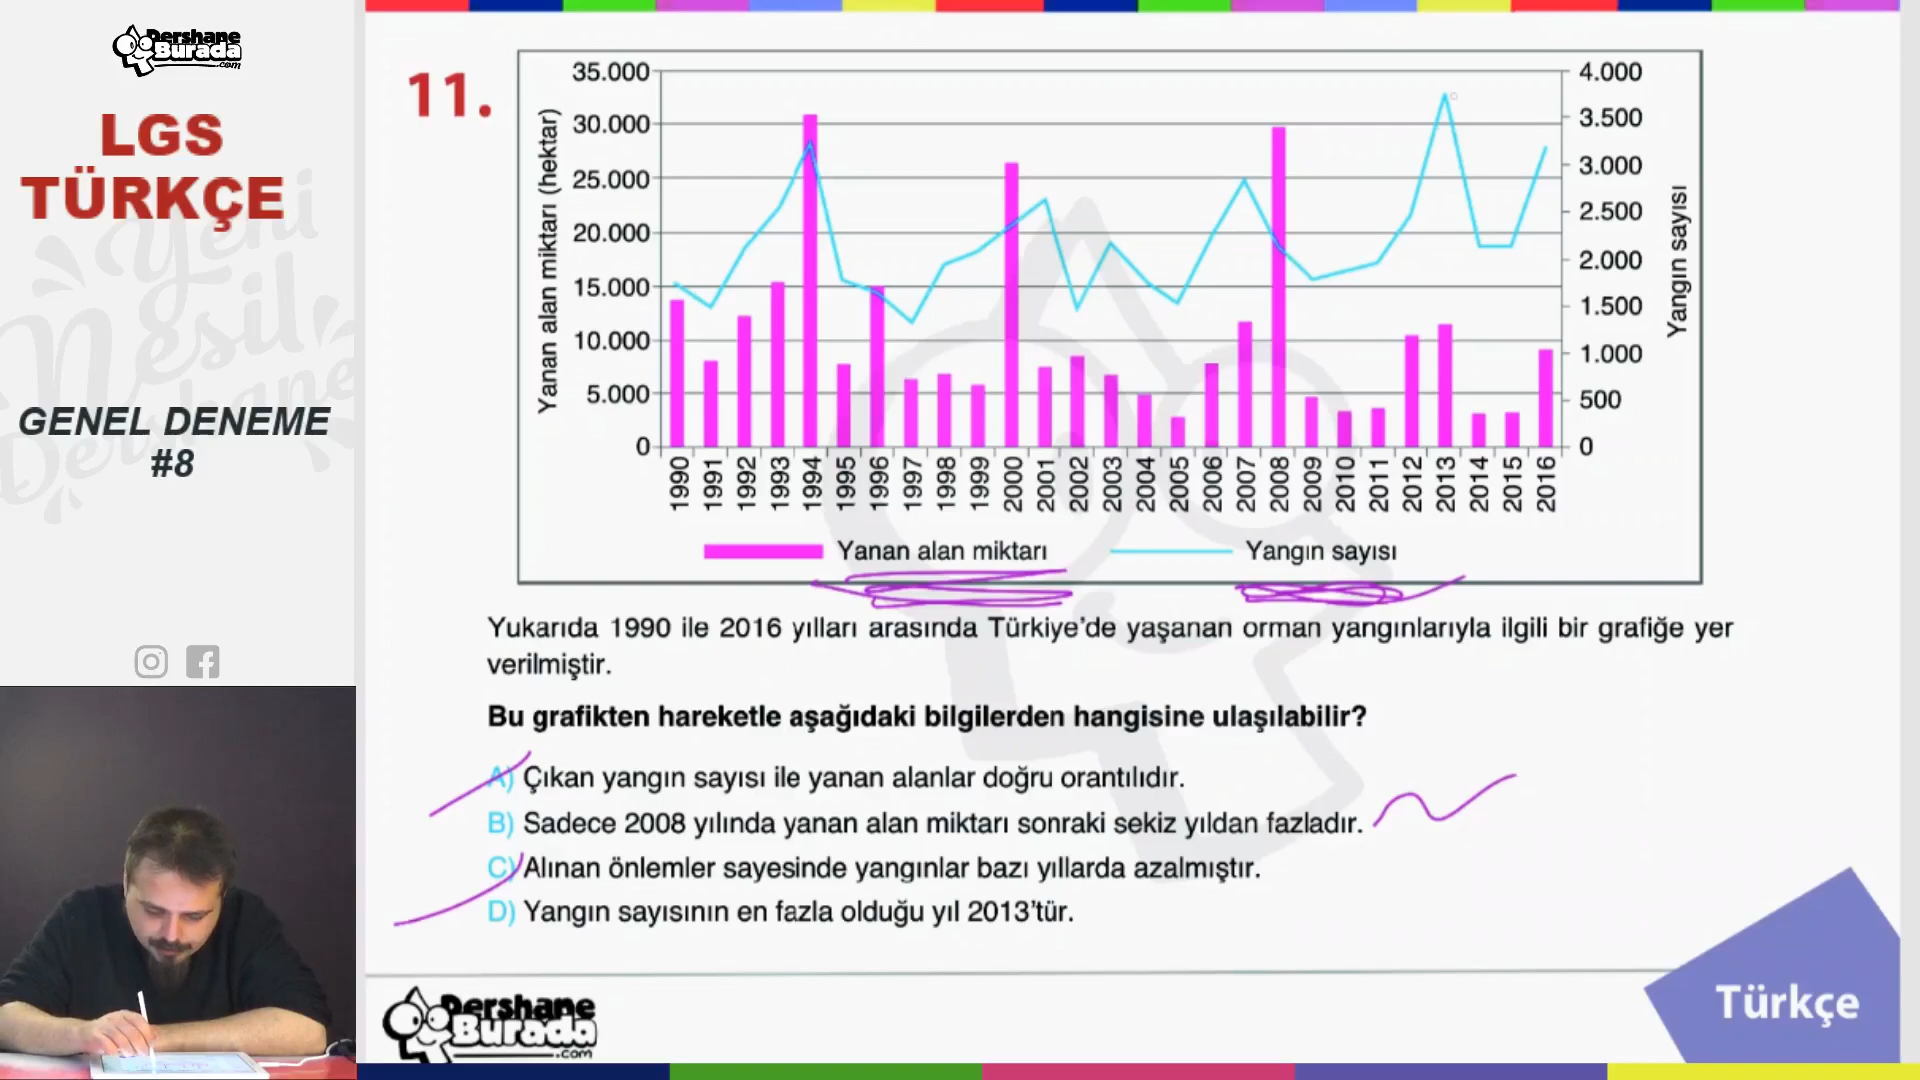 Dershane
Burada
.com
LGS
TÜRKÇE
Yeni
Nesil
Dershane
GENEL DENEME
#8
11.
Yanan alan miktarı (hektar)
35.000
30.000
25.000
20.000
15.000
10.000
5.000
0
4.000
3.500
3.000
2.500
2.000
1.500
1.000
500
0
Yangın sayısı
1990 1991 1992 1993 1994 1995 1996 1997 1998 1999 2000 2001 2002 2003 2004 2005 2006 2007 2008 2009 2010 2011 2012 2013 2014 2015 2016
Yanan alan miktarı Yangın sayısı
Yukarıda 1990 ile 2016 yılları arasında Türkiye'de yaşanan orman yangınlarıyla ilgili bir grafiğe yer
verilmiştir.
Bu grafikten hareketle aşağıdaki bilgilerden hangisine ulaşılabilir?
A) Çıkan yangın sayısı ile yanan alanlar doğru orantılıdır.
B) Sadece 2008 yılında yanan alan miktarı sonraki sekiz yıldan fazladır.
C) Alınan önlemler sayesinde yangınlar bazı yıllarda azalmıştır.
D) Yangın sayısının en fazla olduğu yıl 2013'tür.
Dershane
Burada
.com
Türkçe